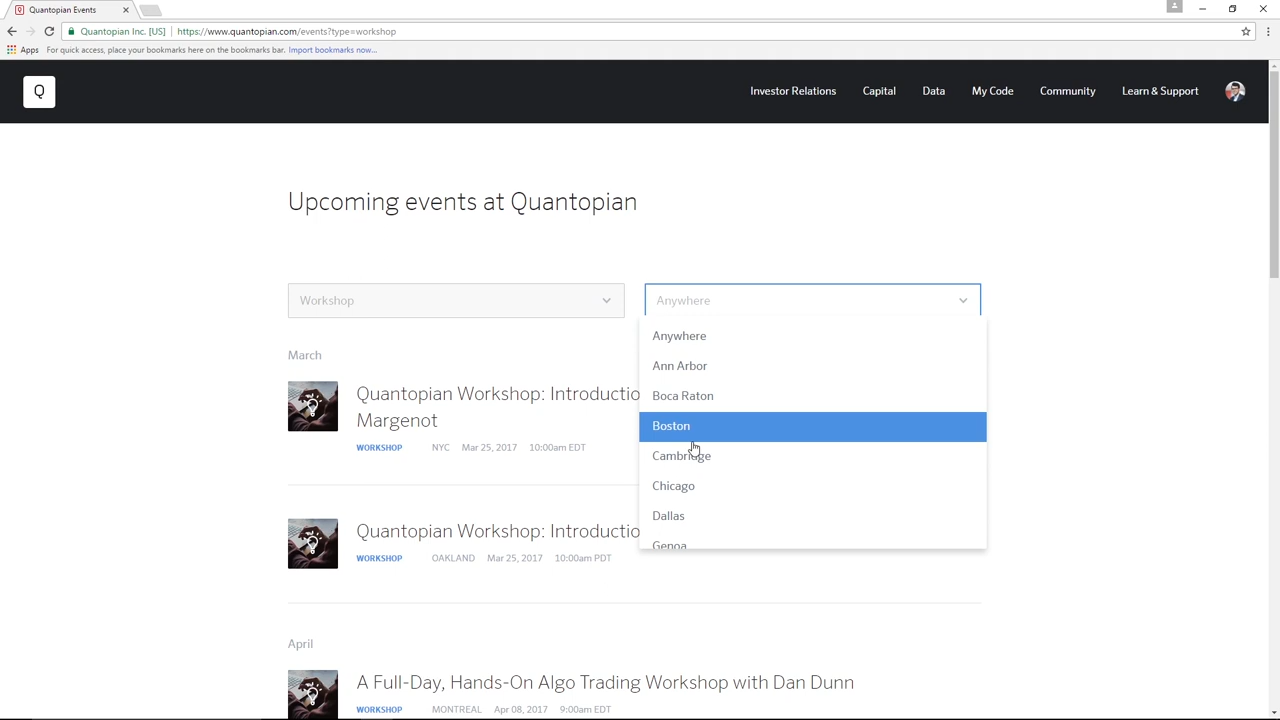 Quantopian Events
Quantopian Inc. [US] | https://www.quantopian.com/events?type=workshop
Apps For quick access, place your bookmarks here on the bookmarks bar. Import bookmarks now...
Q
Investor Relations Capital Data My Code Community Learn & Support
Upcoming events at Quantopian
Workshop
Anywhere
Anywhere
Ann Arbor
Boca Raton
Boston
Cambridge
Chicago
Dallas
Genoa
March
Quantopian Workshop: Introductio
Margenot
WORKSHOP NYC Mar 25, 2017 10:00am EDT
Quantopian Workshop: Introductio
WORKSHOP OAKLAND Mar 25, 2017 10:00am PDT
April
A Full-Day, Hands-On Algo Trading Workshop with Dan Dunn
WORKSHOP MONTREAL Apr 08, 2017 9:00am EDT